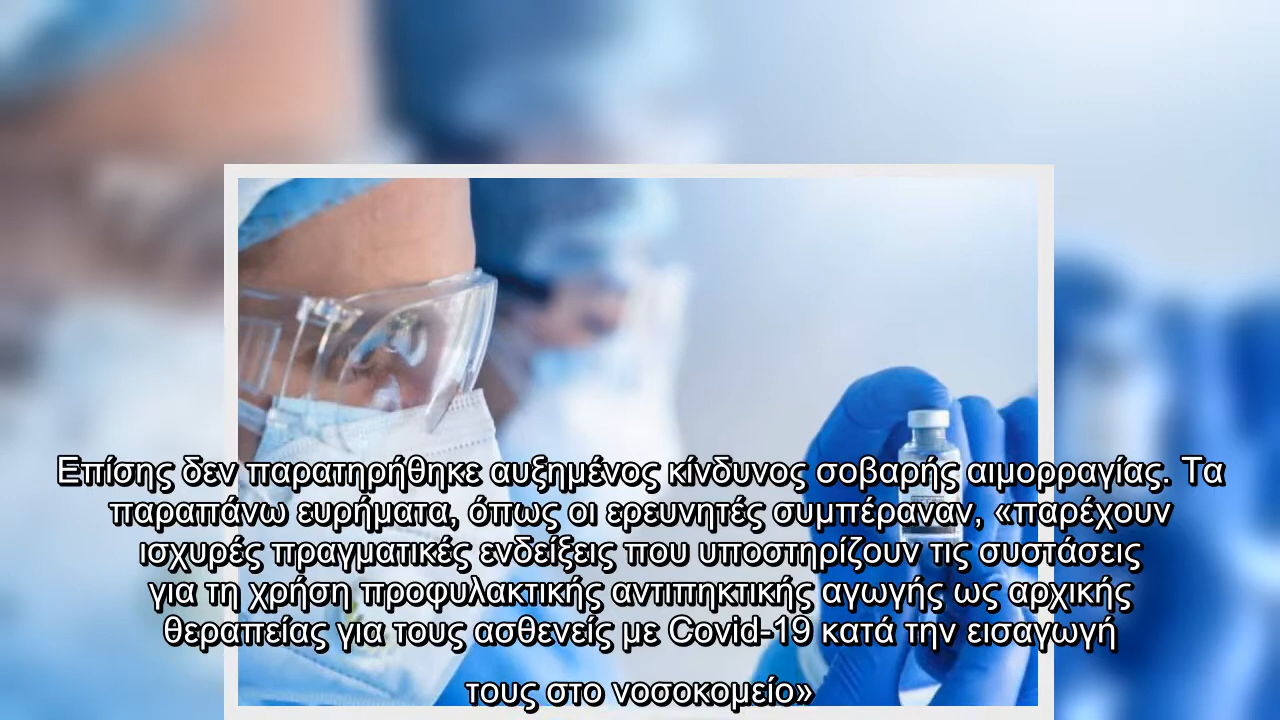 Επίσης δεν παρατηρήθηκε αυξημένος κίνδυνος σοβαρής αιμορραγίας. Τα
παραπάνω ευρήματα, όπως οι ερευνητές συμπέραναν, «παρέχουν
ισχυρές πραγματικές ενδείξεις που υποστηρίζουν τις συστάσεις
για τη χρήση προφυλακτικής αντιπηκτικής αγωγής ως αρχικής
θεραπείας για τους ασθενείς με Covid-19 κατά την εισαγωγή
τους στο νοσοκομείο»